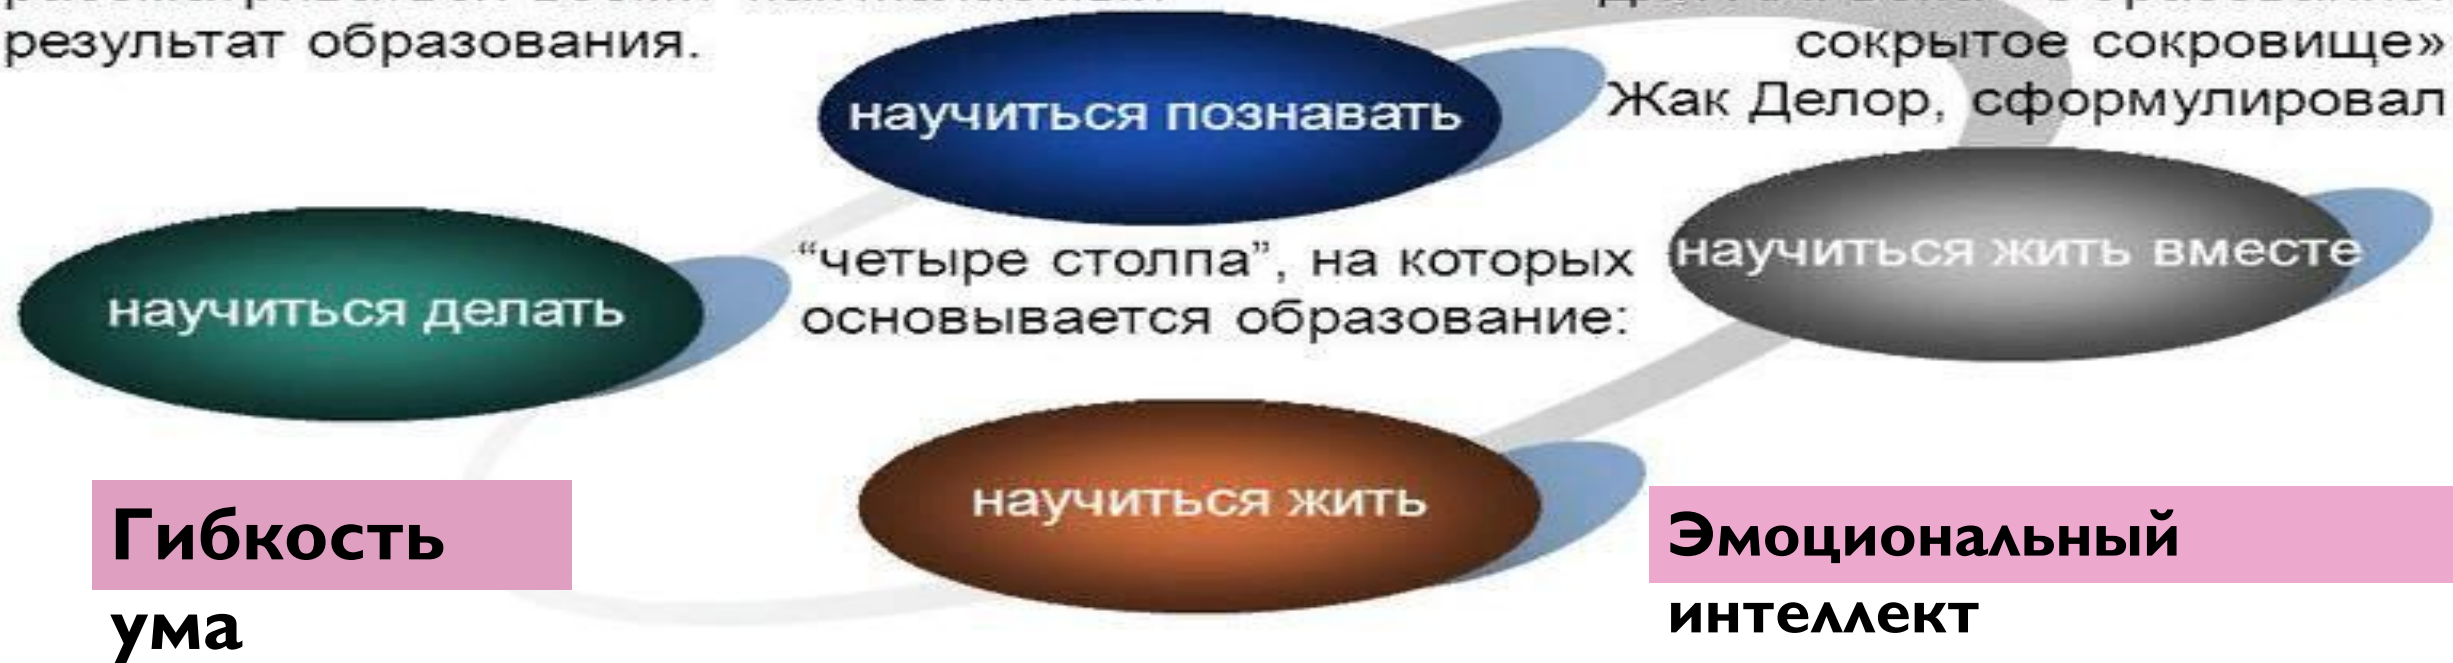 результат образования.
сокрытое сокровище»
Жак Делор, сформулировал
научиться познавать
научиться делать
“четыре столпа”, на которых
основывается образование:
научиться жить вместе
научиться жить
Гибкость
ума
Эмоциональный
интеллект